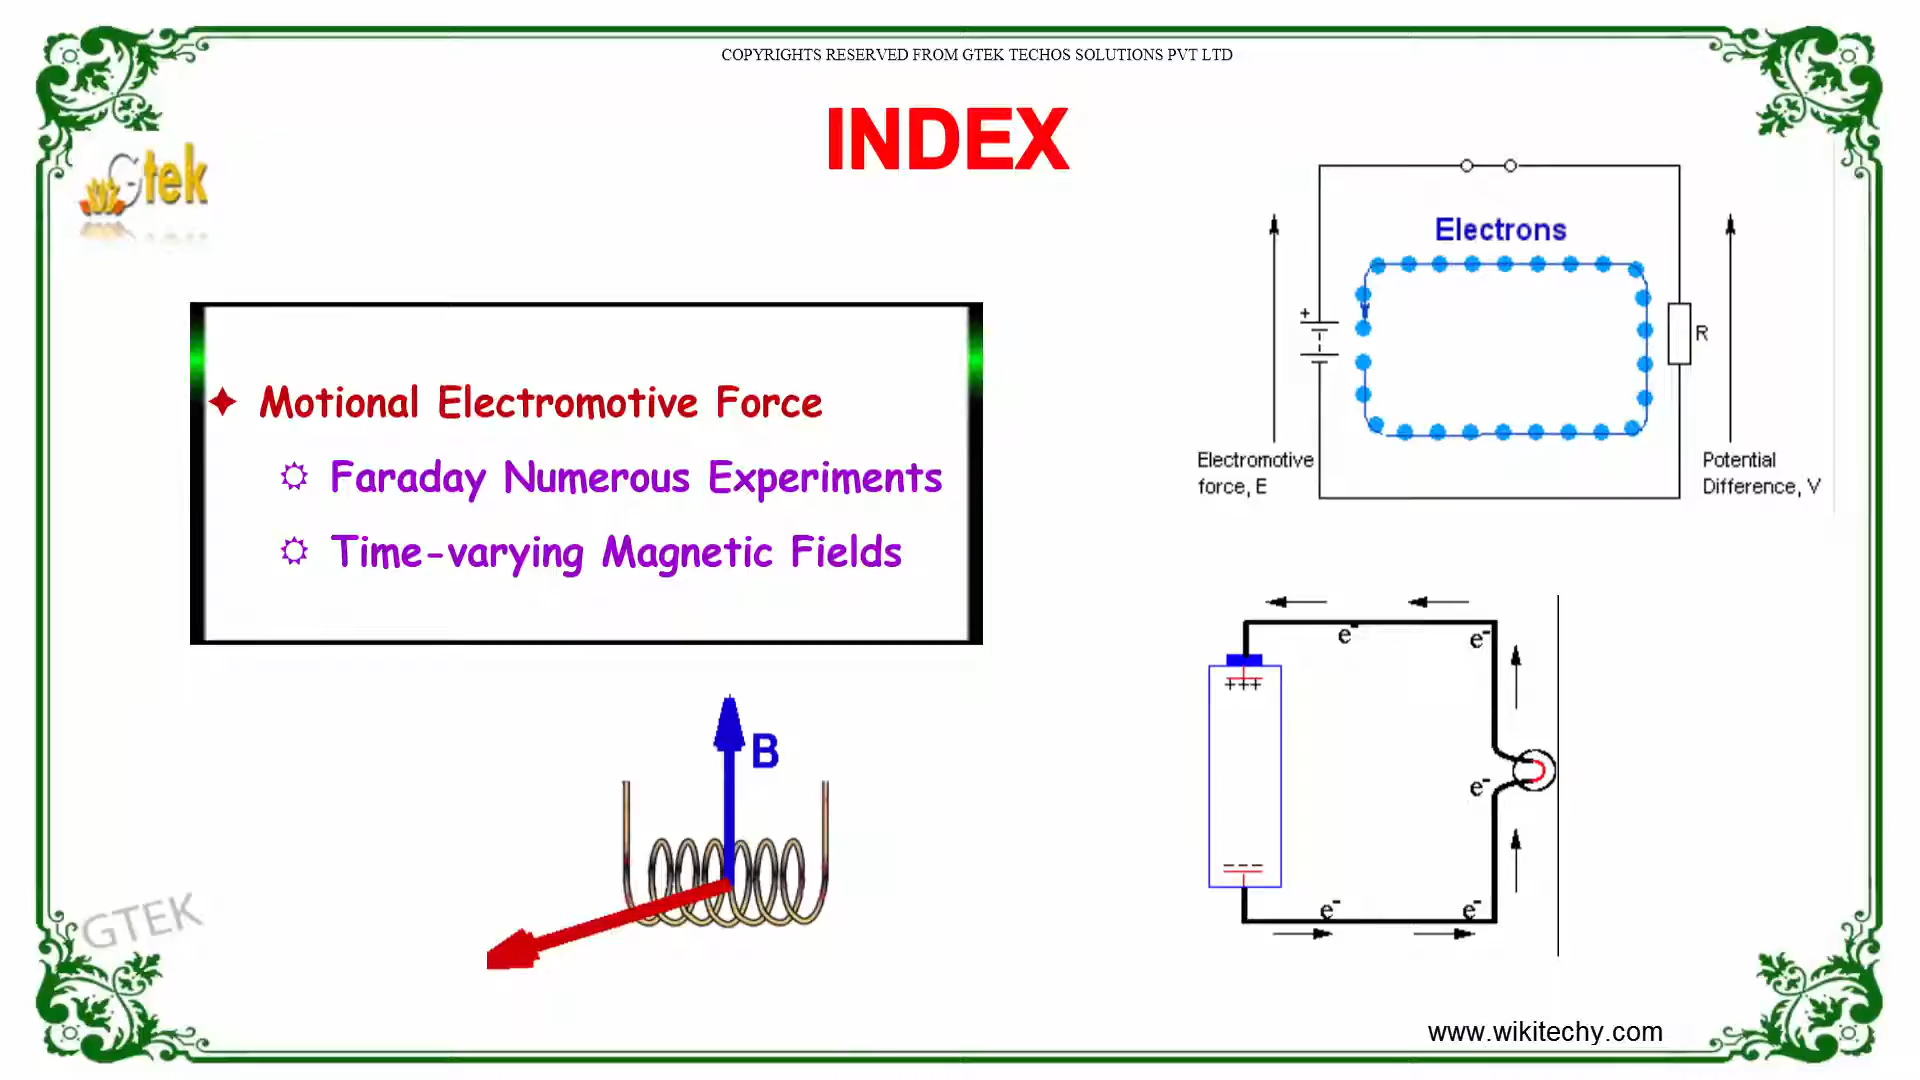 COPYRIGHTS RESERVED FROM GTEK TECHOS SOLUTIONS PVT LTD
INDEX
Gtek
Motional Electromotive Force
Faraday Numerous Experiments
Time-varying Magnetic Fields
Electrons
+
R
Electromotive
force, E
Potential
Difference, V
B
e-
e-
+++
e-
---
e-
e-
GTEK
www.wikitechy.com